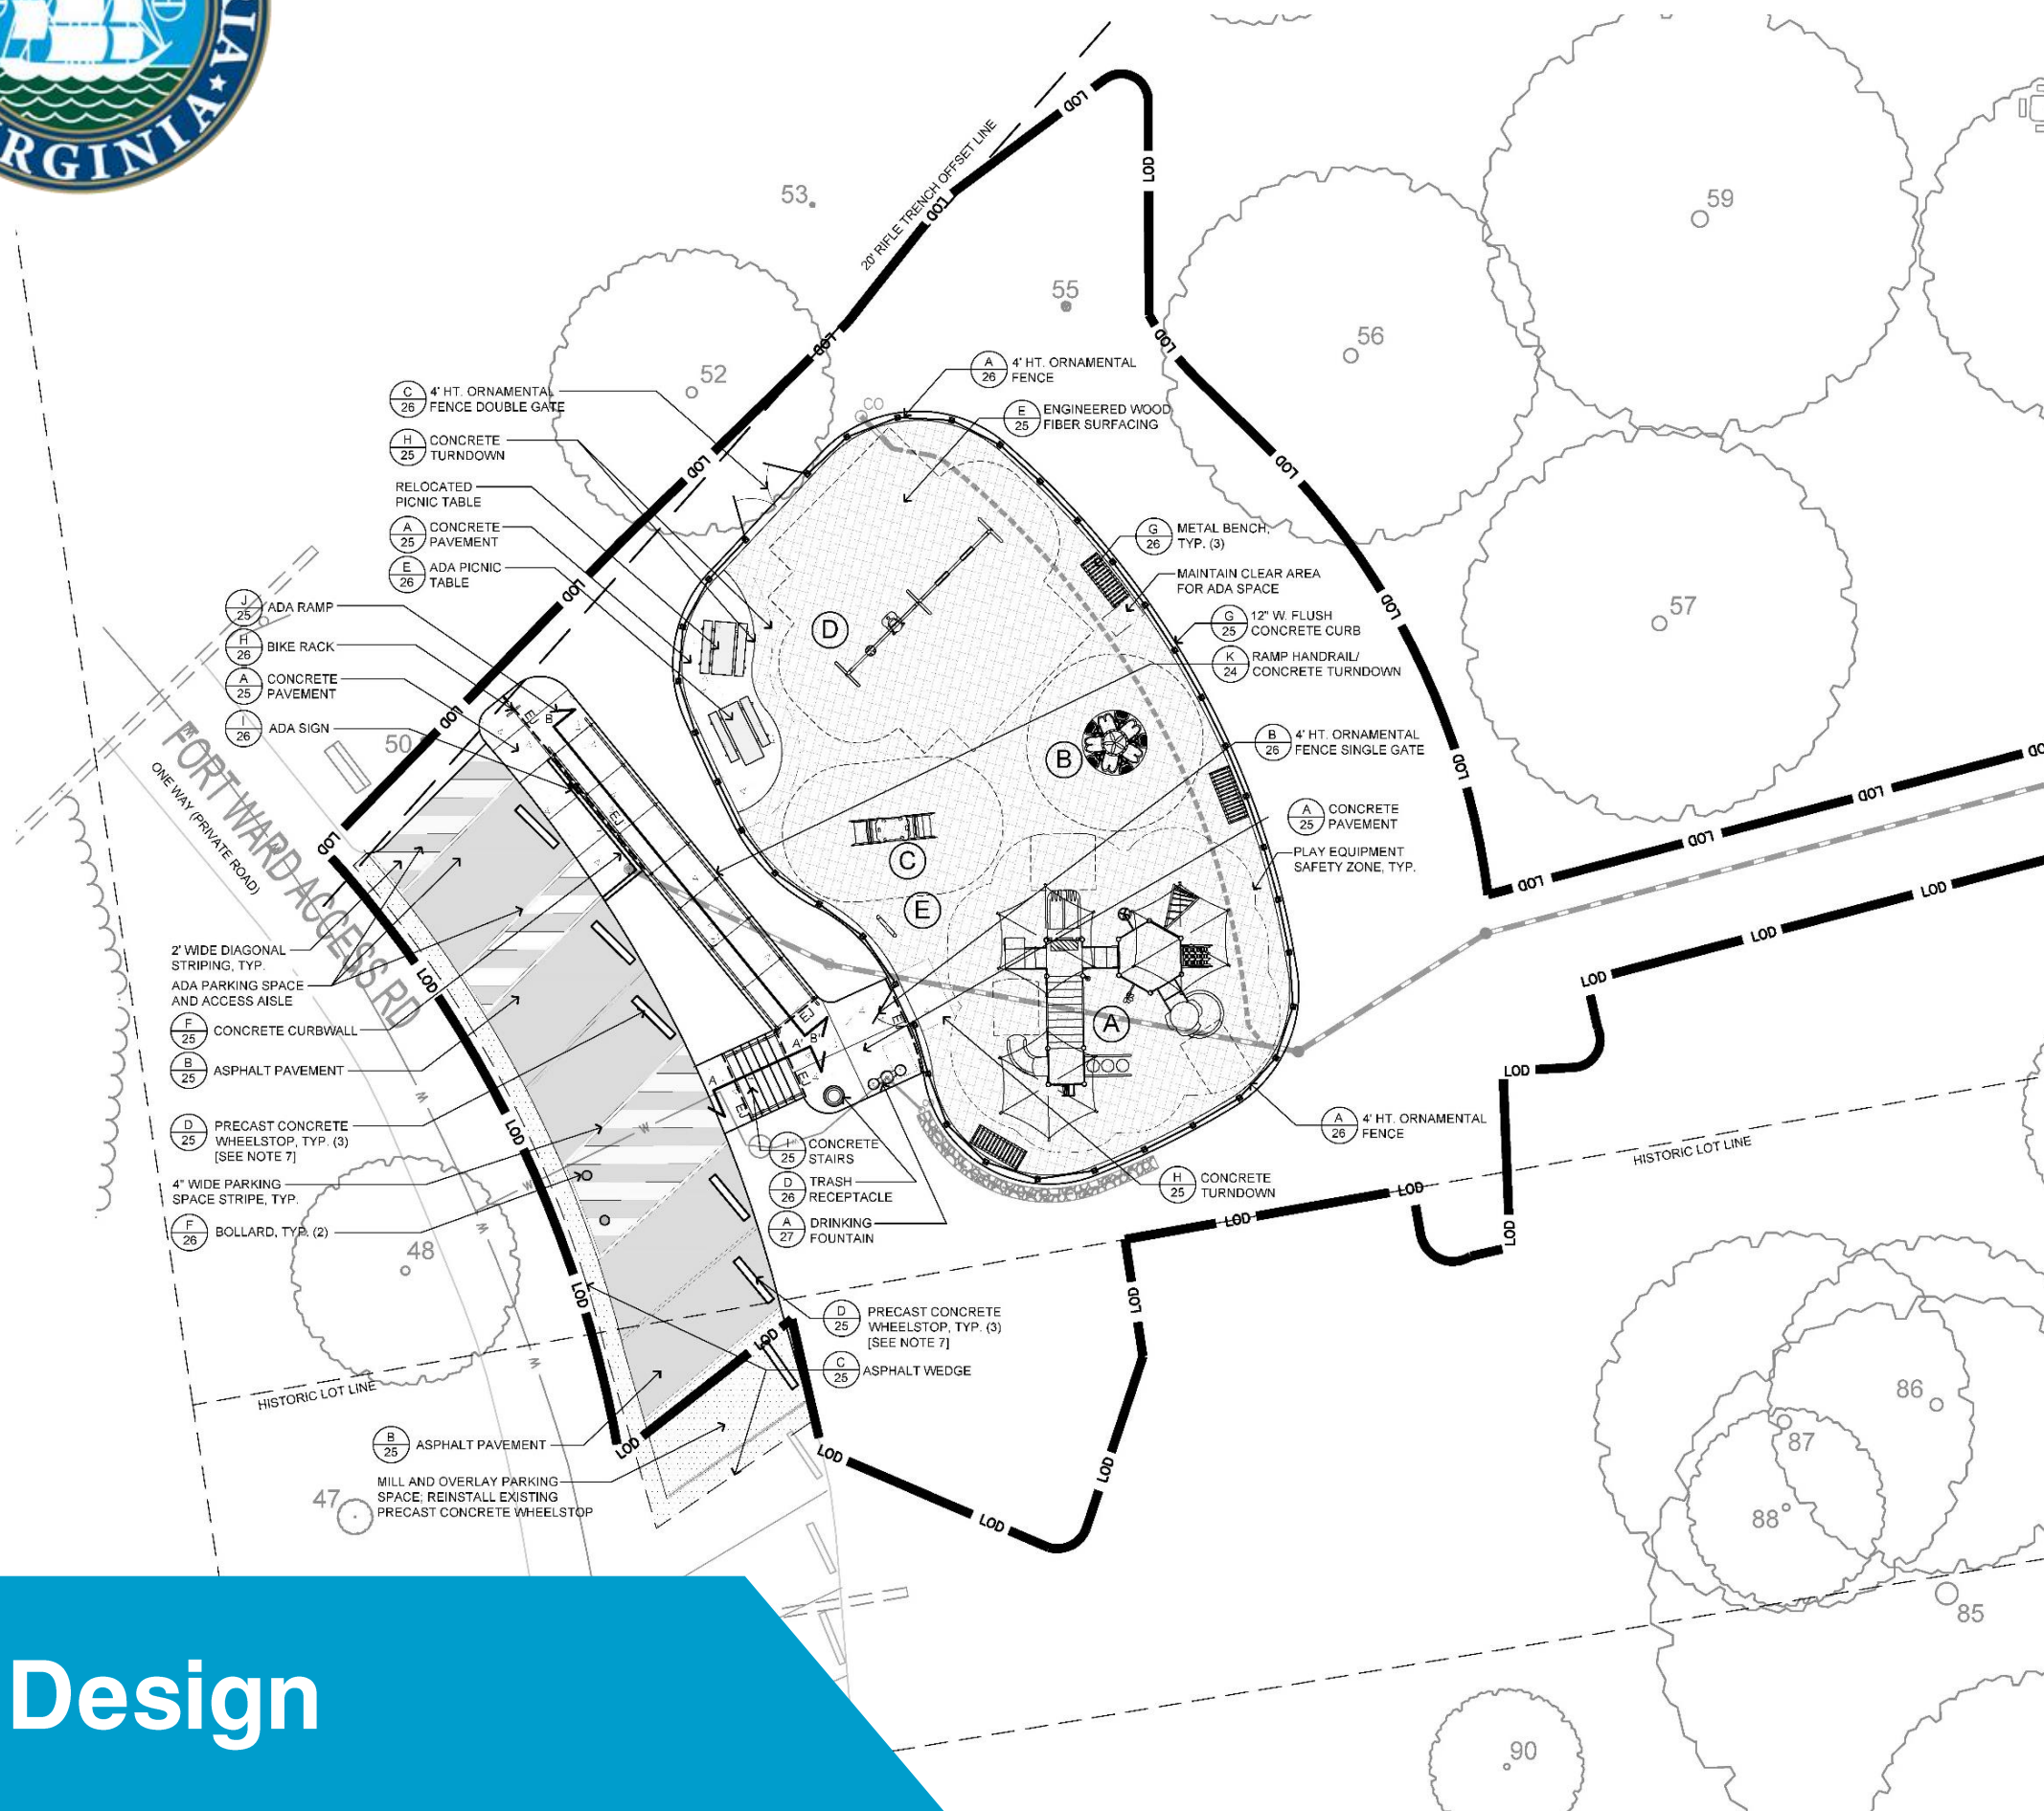 VIRGINIA
20' RIFLE TRENCH OFFSET LINE
LOD
LOD
LOD
LOD
53
59
55
56
52
57
CO
A
26
4' HT. ORNAMENTAL
FENCE
C
26
4' HT. ORNAMENTAL
FENCE DOUBLE GATE
E
25
ENGINEERED WOOD
FIBER SURFACING
H
25
CONCRETE
TURNDOWN
RELOCATED
PICNIC TABLE
A
25
CONCRETE
PAVEMENT
E
26
ADA PICNIC
TABLE
G
26
METAL BENCH,
TYP. (3)
MAINTAIN CLEAR AREA
FOR ADA SPACE
G
25
12" W. FLUSH
CONCRETE CURB
K
24
RAMP HANDRAIL/
CONCRETE TURNDOWN
J
25
ADA RAMP
H
26
BIKE RACK
A
25
CONCRETE
PAVEMENT
I
26
ADA SIGN
B
26
4' HT. ORNAMENTAL
FENCE SINGLE GATE
A
25
CONCRETE
PAVEMENT
PLAY EQUIPMENT
SAFETY ZONE, TYP.
D
B
C
E
A
50
FORT WARD ACCESS RD
ONE WAY (PRIVATE ROAD)
EJ
B
EJ
EJ
B'
A'
A
EJ
EJ
2' WIDE DIAGONAL
STRIPING, TYP.
ADA PARKING SPACE
AND ACCESS AISLE
F
25
CONCRETE CURBWALL
B
25
ASPHALT PAVEMENT
D
25
PRECAST CONCRETE
WHEELSTOP, TYP. (3)
[SEE NOTE 7]
4" WIDE PARKING
SPACE STRIPE, TYP.
F
26
BOLLARD, TYP. (2)
48
I
25
CONCRETE
STAIRS
D
26
TRASH
RECEPTACLE
A
27
DRINKING
FOUNTAIN
A
26
4' HT. ORNAMENTAL
FENCE
H
25
CONCRETE
TURNDOWN
HISTORIC LOT LINE
D
25
PRECAST CONCRETE
WHEELSTOP, TYP. (3)
[SEE NOTE 7]
C
25
ASPHALT WEDGE
HISTORIC LOT LINE
B
25
ASPHALT PAVEMENT
MILL AND OVERLAY PARKING
SPACE; REINSTALL EXISTING
PRECAST CONCRETE WHEELSTOP
47
86
87
88
85
90
Design